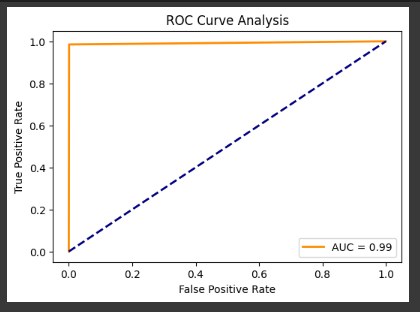 ROC Curve Analysis
True Positive Rate
1.0
0.8
0.6
0.4
0.2
0.0
AUC = 0.99
0.0 0.2 0.4 0.6 0.8 1.0
False Positive Rate